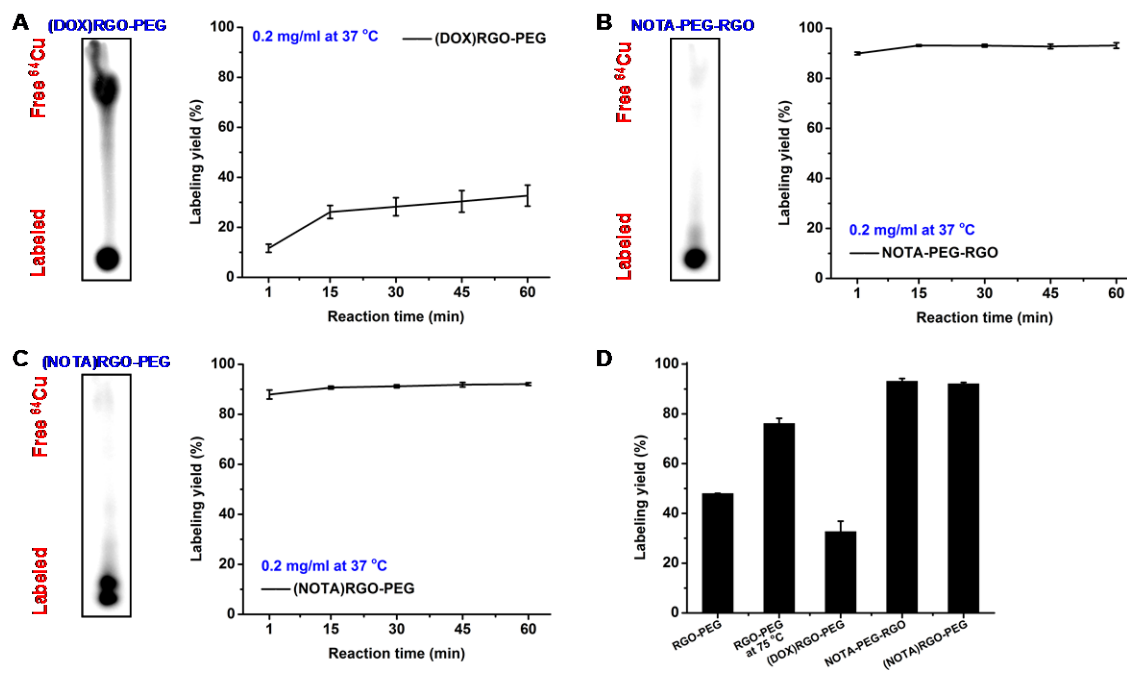 A
(DOX)RGO-PEG
Free ⁶⁴Cu
Labeled
Labeling yield (%)
100
80
60
40
20
0
0.2 mg/ml at 37 °C
(DOX)RGO-PEG
1 15 30 45 60
Reaction time (min)
B
NOTA-PEG-RGO
Free ⁶⁴Cu
Labeled
Labeling yield (%)
100
80
60
40
20
0
0.2 mg/ml at 37 °C
NOTA-PEG-RGO
1 15 30 45 60
Reaction time (min)
C
(NOTA)RGO-PEG
Free ⁶⁴Cu
Labeled
Labeling yield (%)
100
80
60
40
20
0
0.2 mg/ml at 37 °C
(NOTA)RGO-PEG
1 15 30 45 60
Reaction time (min)
D
Labeling yield (%)
100
80
60
40
20
0
RGO-PEG
RGO-PEG
at 75 °C
(DOX)RGO-PEG
NOTA-PEG-RGO
(NOTA)RGO-PEG